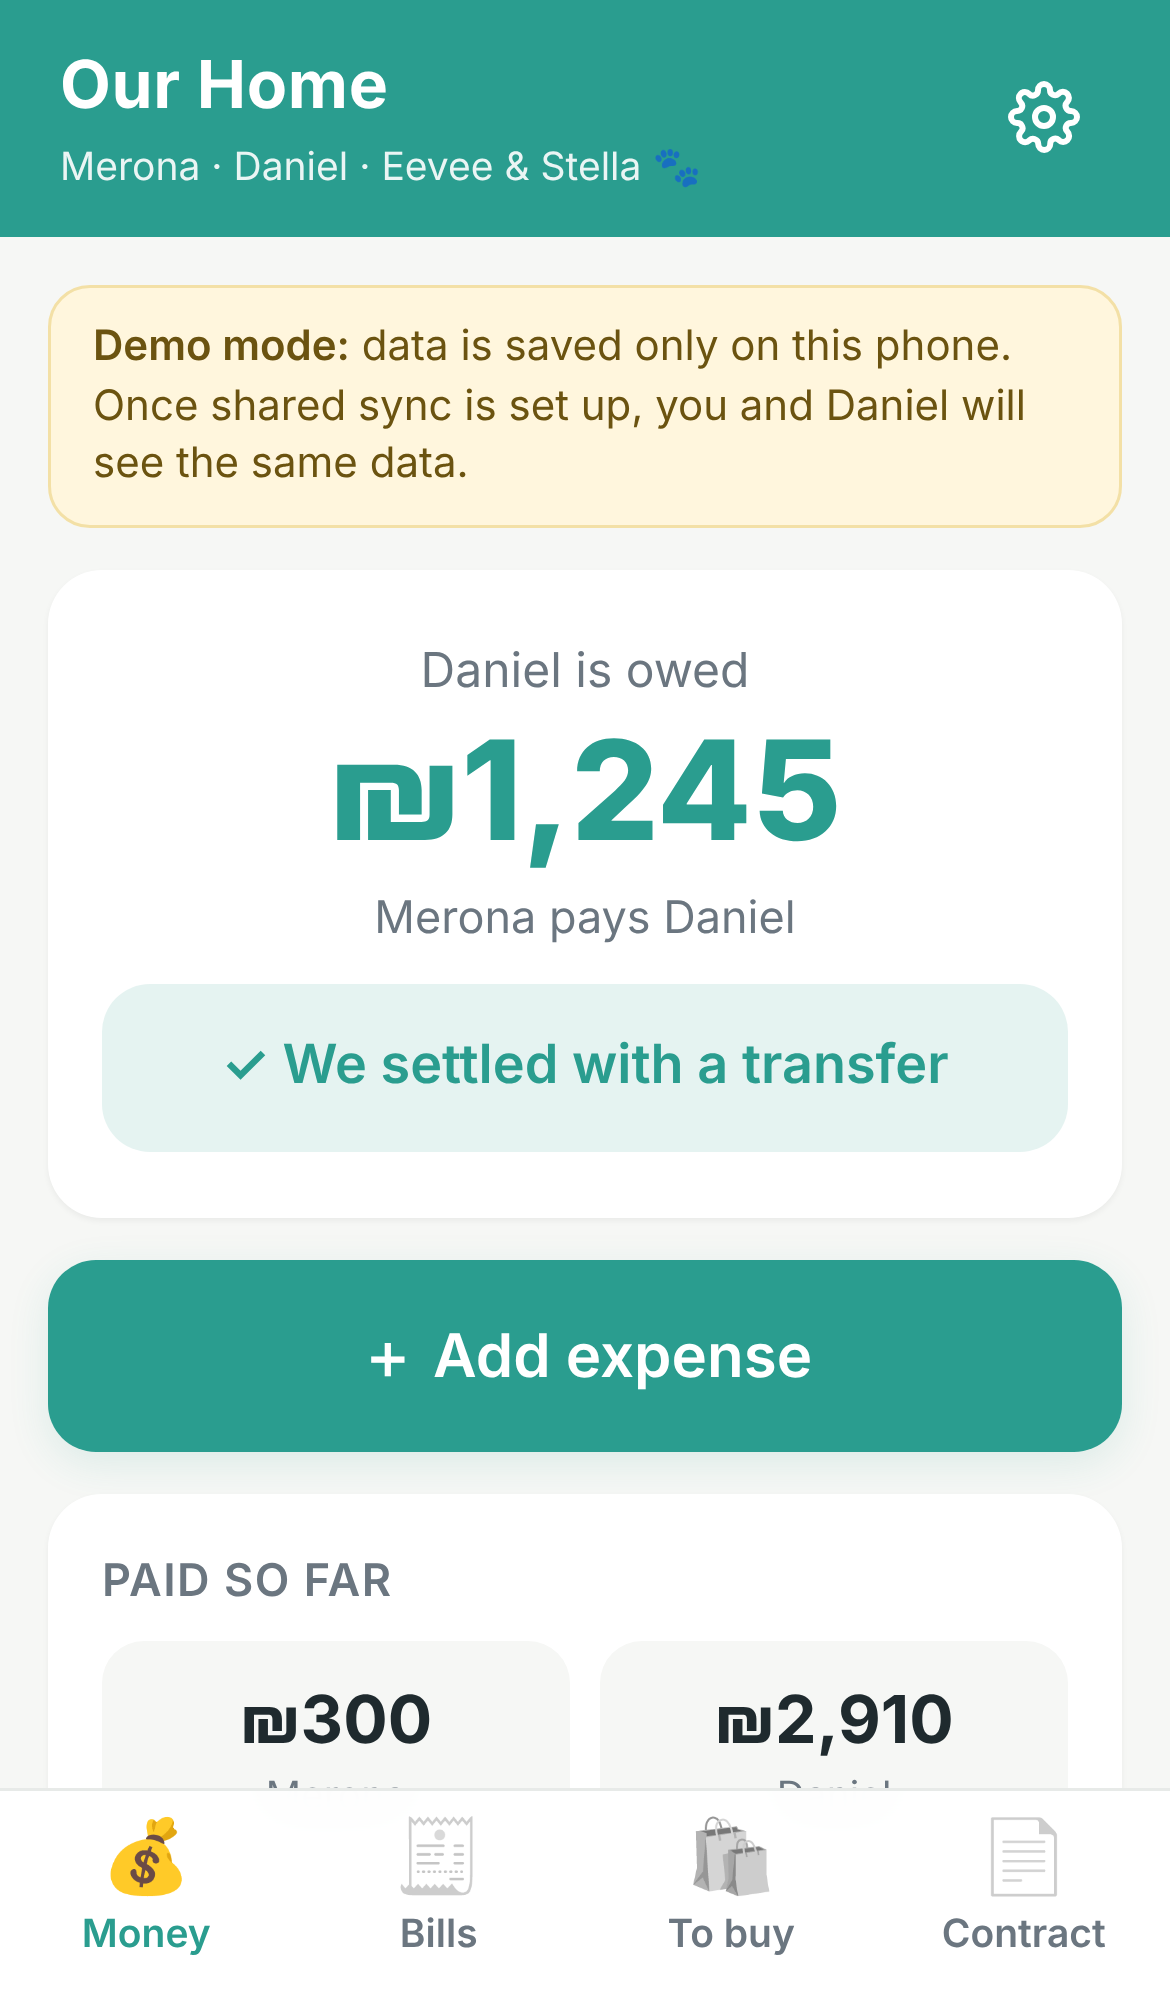 Our Home
Merona · Daniel · Eevee & Stella 🐾
Demo mode: data is saved only on this phone.
Once shared sync is set up, you and Daniel will
see the same data.
Daniel is owed
₪1,245
Merona pays Daniel
✓ We settled with a transfer
+ Add expense
PAID SO FAR
₪300
₪2,910
Merona
Daniel
Money
Bills
To buy
Contract